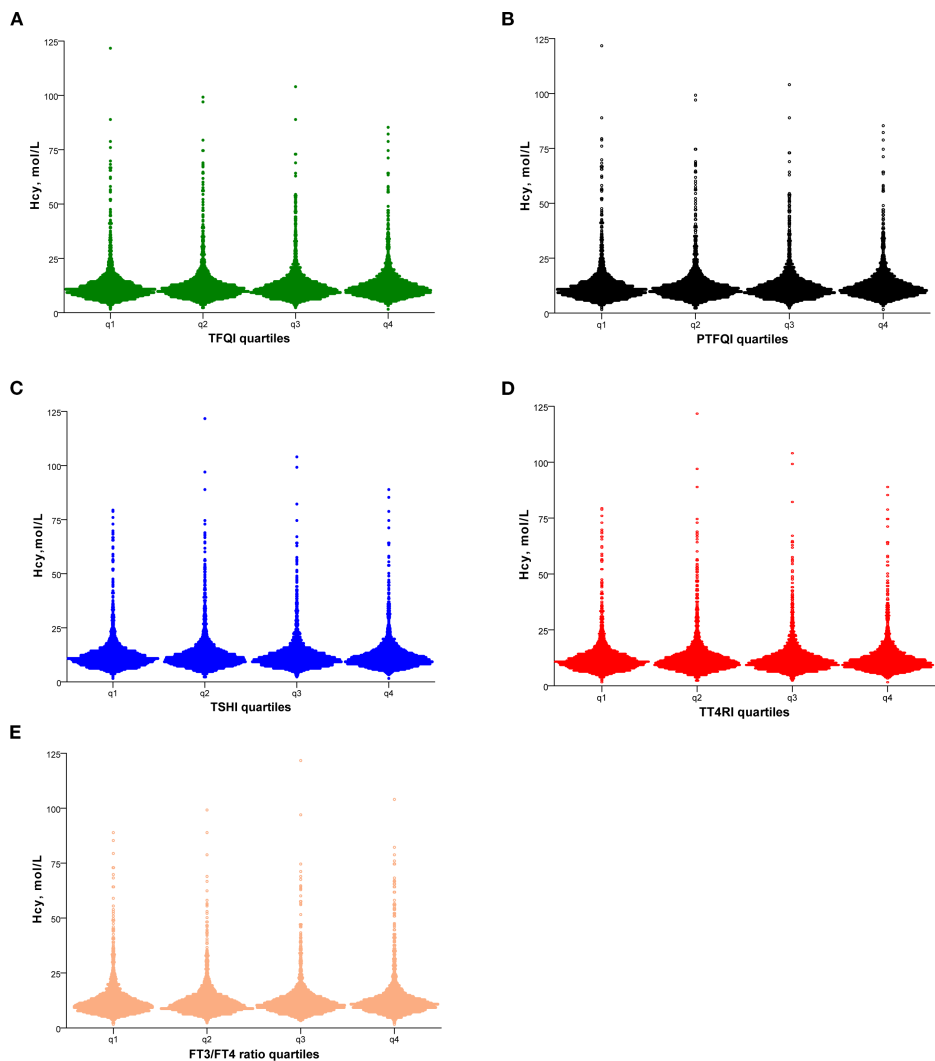 A
Hcy, mol/L
125
100
75
50
25
0
q1 q2 q3 q4
TFQI quartiles
B
Hcy, mol/L
125
100
75
50
25
0
q1 q2 q3 q4
PTFQI quartiles
C
Hcy,mol/L
125
100
75
50
25
0
q1 q2 q3 q4
TSHI quartiles
D
Hcy, mol/L
125
100
75
50
25
0
q1 q2 q3 q4
TT4RI quartiles
E
Hcy, mol/L
125
100
75
50
25
0
q1 q2 q3 q4
FT3/FT4 ratio quartiles